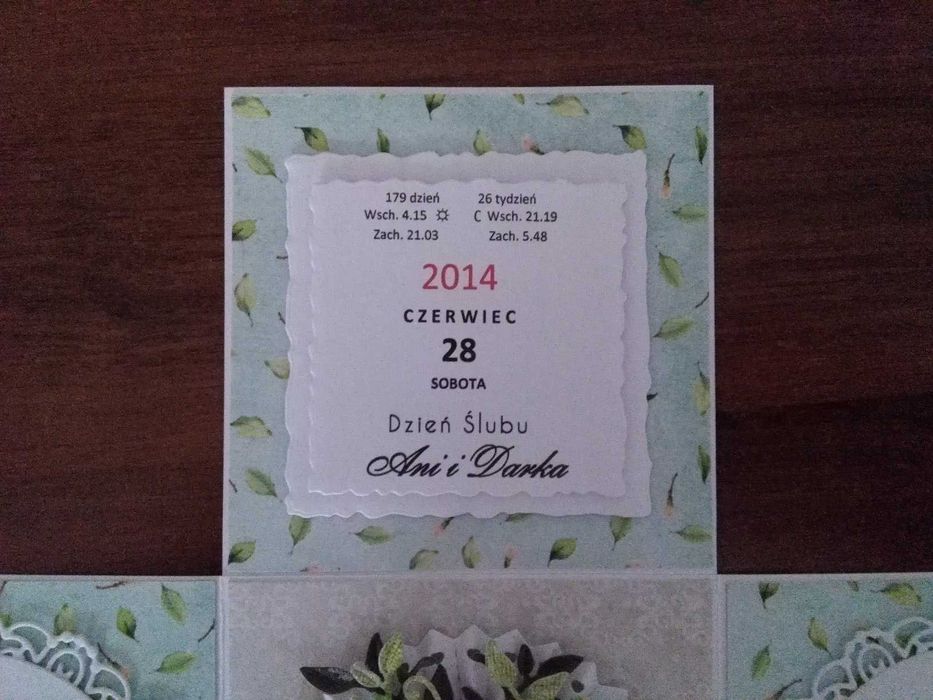 179 dzień 26 tydzień
Wsch. 4.15 ☼ ☾ Wsch. 21.19
Zach. 21.03 Zach. 5.48
2014
CZERWIEC
28
SOBOTA
Dzień Ślubu
Ani i Darka